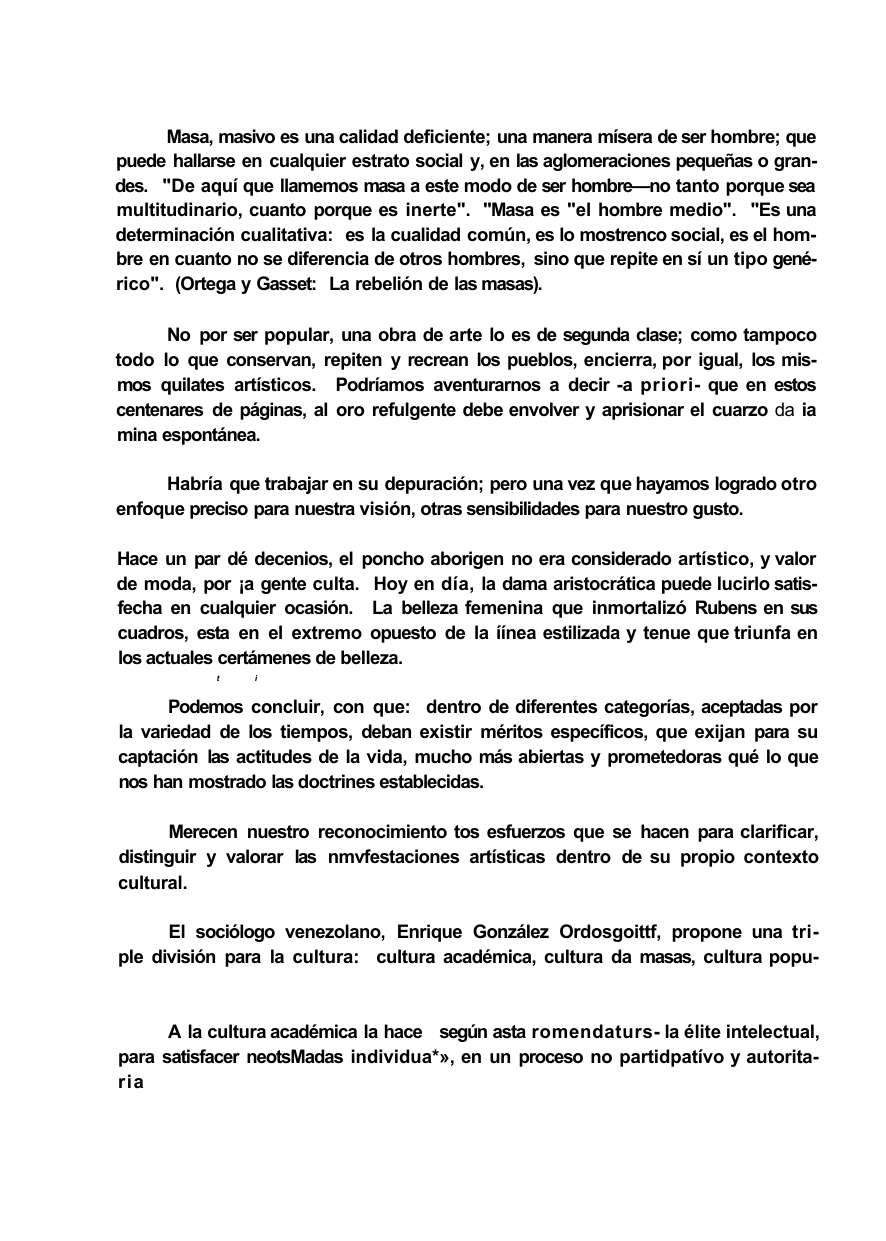 Masa, masivo es una calidad deficiente; una manera mísera de ser hombre; que
puede hallarse en cualquier estrato social y, en las aglomeraciones pequeñas o gran-
des. "De aquí que llamemos masa a este modo de ser hombre—no tanto porque sea
multitudinario, cuanto porque es inerte". "Masa es "el hombre medio". "Es una
determinación cualitativa: es la cualidad común, es lo mostrenco social, es el hom-
bre en cuanto no se diferencia de otros hombres, sino que repite en sí un tipo gené-
rico". (Ortega y Gasset: La rebelión de las masas).
No por ser popular, una obra de arte lo es de segunda clase; como tampoco
todo lo que conservan, repiten y recrean los pueblos, encierra, por igual, los mis-
mos quilates artísticos. Podríamos aventurarnos a decir -a priori- que en estos
centenares de páginas, al oro refulgente debe envolver y aprisionar el cuarzo da ia
mina espontánea.
Habría que trabajar en su depuración; pero una vez que hayamos logrado otro
enfoque preciso para nuestra visión, otras sensibilidades para nuestro gusto.
Hace un par dé decenios, el poncho aborigen no era considerado artístico, y valor
de moda, por ¡a gente culta. Hoy en día, la dama aristocrática puede lucirlo satis-
fecha en cualquier ocasión. La belleza femenina que inmortalizó Rubens en sus
cuadros, esta en el extremo opuesto de la íínea estilizada y tenue que triunfa en
los actuales certámenes de belleza.
t i
Podemos concluir, con que: dentro de diferentes categorías, aceptadas por
la variedad de los tiempos, deban existir méritos específicos, que exijan para su
captación las actitudes de la vida, mucho más abiertas y prometedoras qué lo que
nos han mostrado las doctrines establecidas.
Merecen nuestro reconocimiento tos esfuerzos que se hacen para clarificar,
distinguir y valorar las nmvfestaciones artísticas dentro de su propio contexto
cultural.
El sociólogo venezolano, Enrique González Ordosgoittf, propone una tri-
ple división para la cultura: cultura académica, cultura da masas, cultura popu-
A la cultura académica la hace según asta romendaturs- la élite intelectual,
para satisfacer neotsMadas individua*», en un proceso no partidpatívo y autorita-
ria